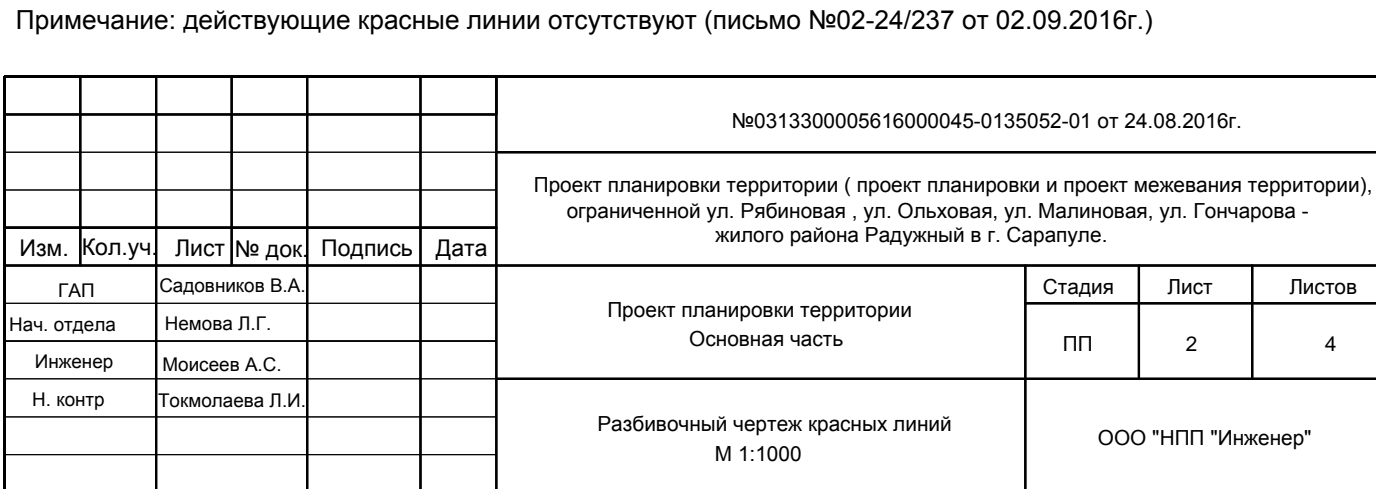 Примечание: действующие красные линии отсутствуют (письмо №02-24/237 от 02.09.2016г.)
№0313300005616000045-0135052-01 от 24.08.2016г.
Проект планировки территории ( проект планировки и проект межевания территории),
ограниченной ул. Рябиновая , ул. Ольховая, ул. Малиновая, ул. Гончарова -
жилого района Радужный в г. Сарапуле.
Изм. Кол.уч. Лист № док. Подпись Дата
ГАП Садовников В.А.
Нач. отдела Немова Л.Г.
Инженер Моисеев А.С.
Н. контр Токмолаева Л.И.
Проект планировки территории
Основная часть
Стадия Лист Листов
ПП 2 4
Разбивочный чертеж красных линий
М 1:1000
ООО "НПП "Инженер"